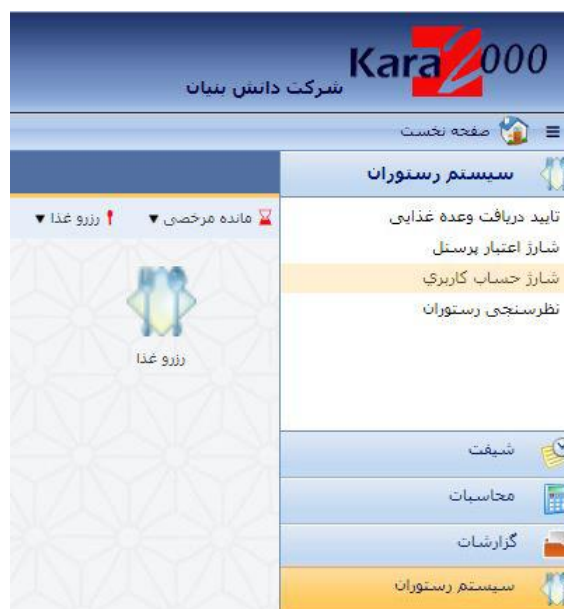 Kara 2000
شرکت دانش بنیان
صفحه نخست
سیستم رستوران
تایید دریافت وعده غذایی
شارژ اعتبار پرسنل
شارژ حساب کاربري
نظرسنجی رستوران
مانده مرخصی ▼
رزرو غذا ▼
رزرو غذا
شیفت
محاسبات
گزارشات
سیستم رستوران